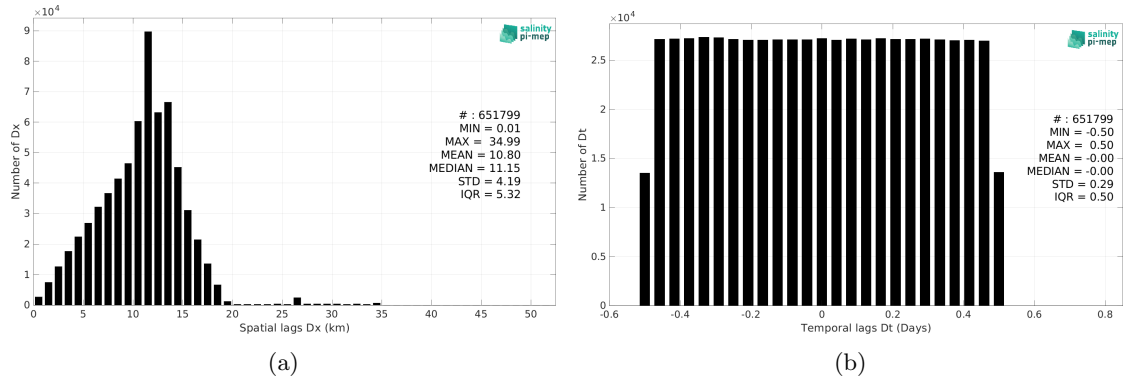 ×10⁴
9
8
7
6
5
4
3
2
1
0
Number of Dx
0 5 10 15 20 25 30 35 40 45 50
Spatial lags Dx (km)
salinity
pi-mep
# : 651799
MIN = 0.01
MAX = 34.99
MEAN = 10.80
MEDIAN = 11.15
STD = 4.19
IQR = 5.32
(a)
×10⁴
2.5
2
1.5
1
0.5
0
Number of Dt
-0.6 -0.4 -0.2 0 0.2 0.4 0.6 0.8
Temporal lags Dt (Days)
salinity
pi-mep
# : 651799
MIN = -0.50
MAX = 0.50
MEAN = -0.00
MEDIAN = -0.00
STD = 0.29
IQR = 0.50
(b)